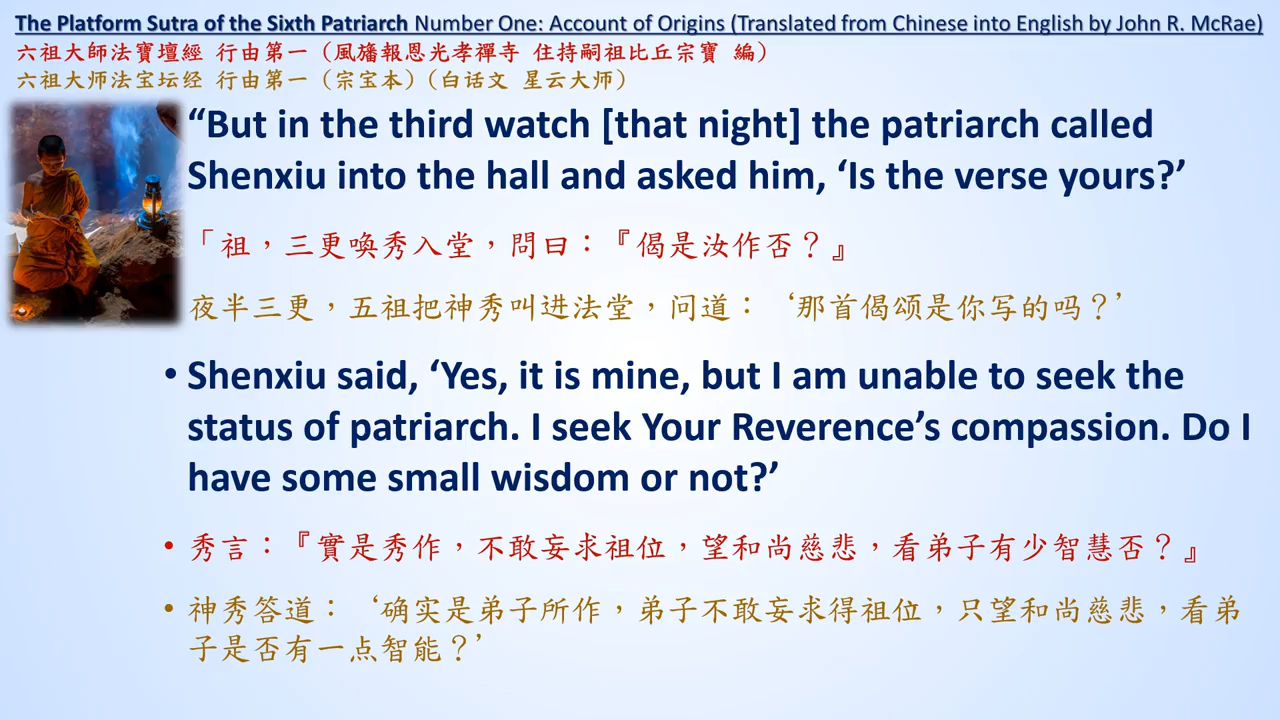 The Platform Sutra of the Sixth Patriarch Number One: Account of Origins (Translated from Chinese into English by John R. McRae)
六祖大師法寶壇經 行由第一（風旛報恩光孝禪寺 住持嗣祖比丘宗寶 編）
六祖大师法宝坛经 行由第一（宗宝本）（白话文 星云大师）
“But in the third watch [that night] the patriarch called
Shenxiu into the hall and asked him, ‘Is the verse yours?’
「祖，三更喚秀入堂，問曰：『偈是汝作否？』
夜半三更，五祖把神秀叫进法堂，问道：‘那首偈颂是你写的吗？’
• Shenxiu said, ‘Yes, it is mine, but I am unable to seek the
status of patriarch. I seek Your Reverence’s compassion. Do I
have some small wisdom or not?’
• 秀言：『實是秀作，不敢妄求祖位，望和尚慈悲，看弟子有少智慧否？』
• 神秀答道：‘确实是弟子所作，弟子不敢妄求得祖位，只望和尚慈悲，看弟
子是否有一点智能？’